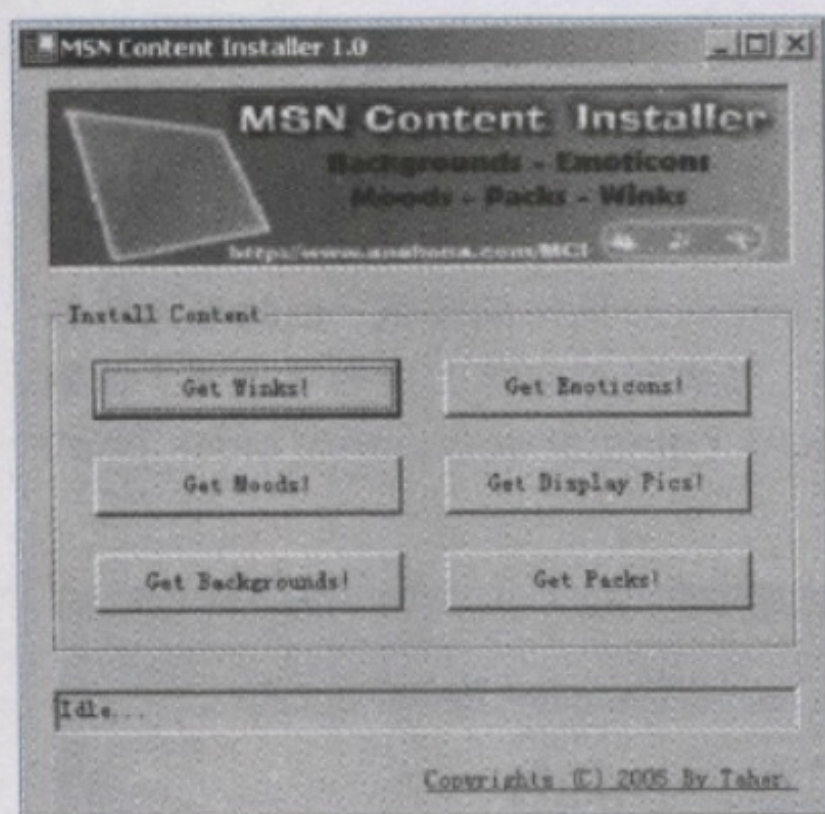 MSN Content Installer 1.0
MSN Content Installer
Backgrounds - Emoticons
Moods - Packs - Winks
Install Content
Get Winks!
Get Emoticons!
Get Moods!
Get Display Pics!
Get Backgrounds!
Get Packs!
Idle...
Copyrights (C) 2005 By Taher.